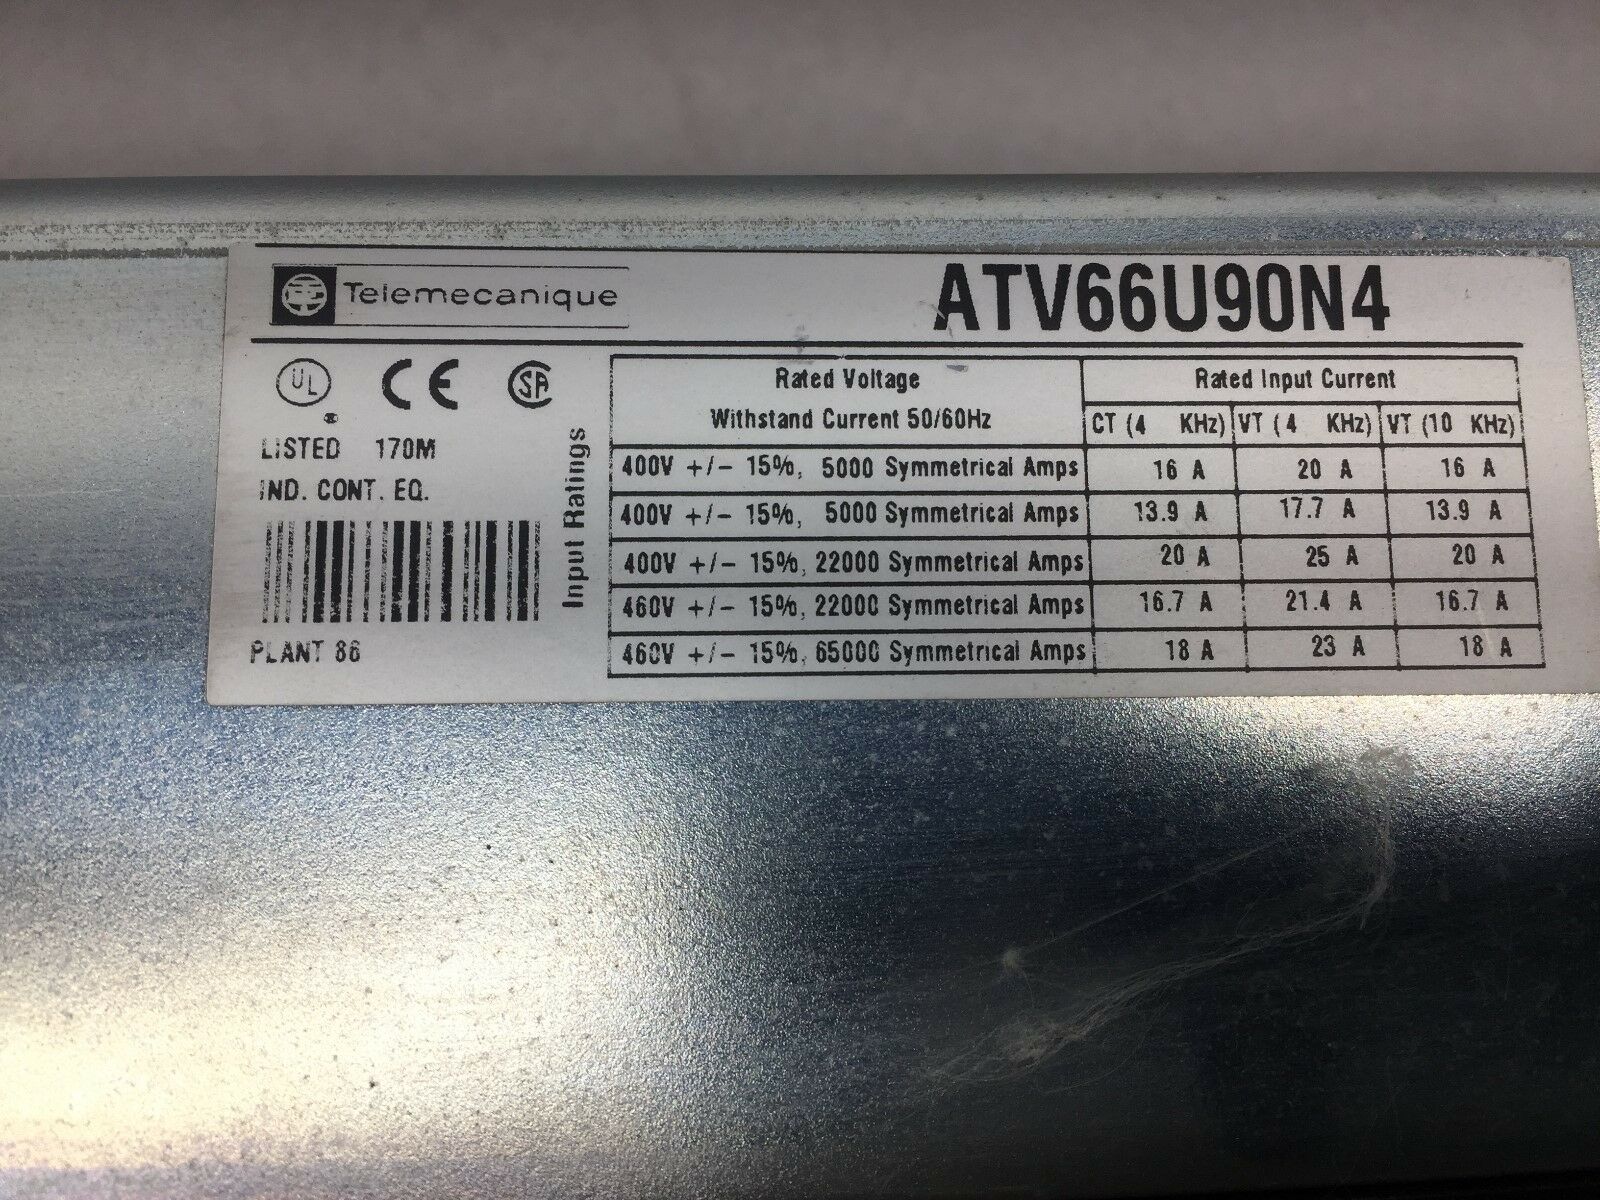 Telemecanique
ATV66U90N4
UL
CE
SA
LISTED 170M
IND. CONT. EQ.
PLANT 86
Input Ratings
Rated Voltage
Withstand Current 50/60Hz
Rated Input Current
CT (4 KHz) VT (4 KHz) VT (10 KHz)
400V +/- 15%, 5000 Symmetrical Amps 16 A 20 A 16 A
400V +/- 15%, 5000 Symmetrical Amps 13.9 A 17.7 A 13.9 A
400V +/- 15%, 22000 Symmetrical Amps 20 A 25 A 20 A
460V +/- 15%, 22000 Symmetrical Amps 16.7 A 21.4 A 16.7 A
460V +/- 15%, 65000 Symmetrical Amps 18 A 23 A 18 A